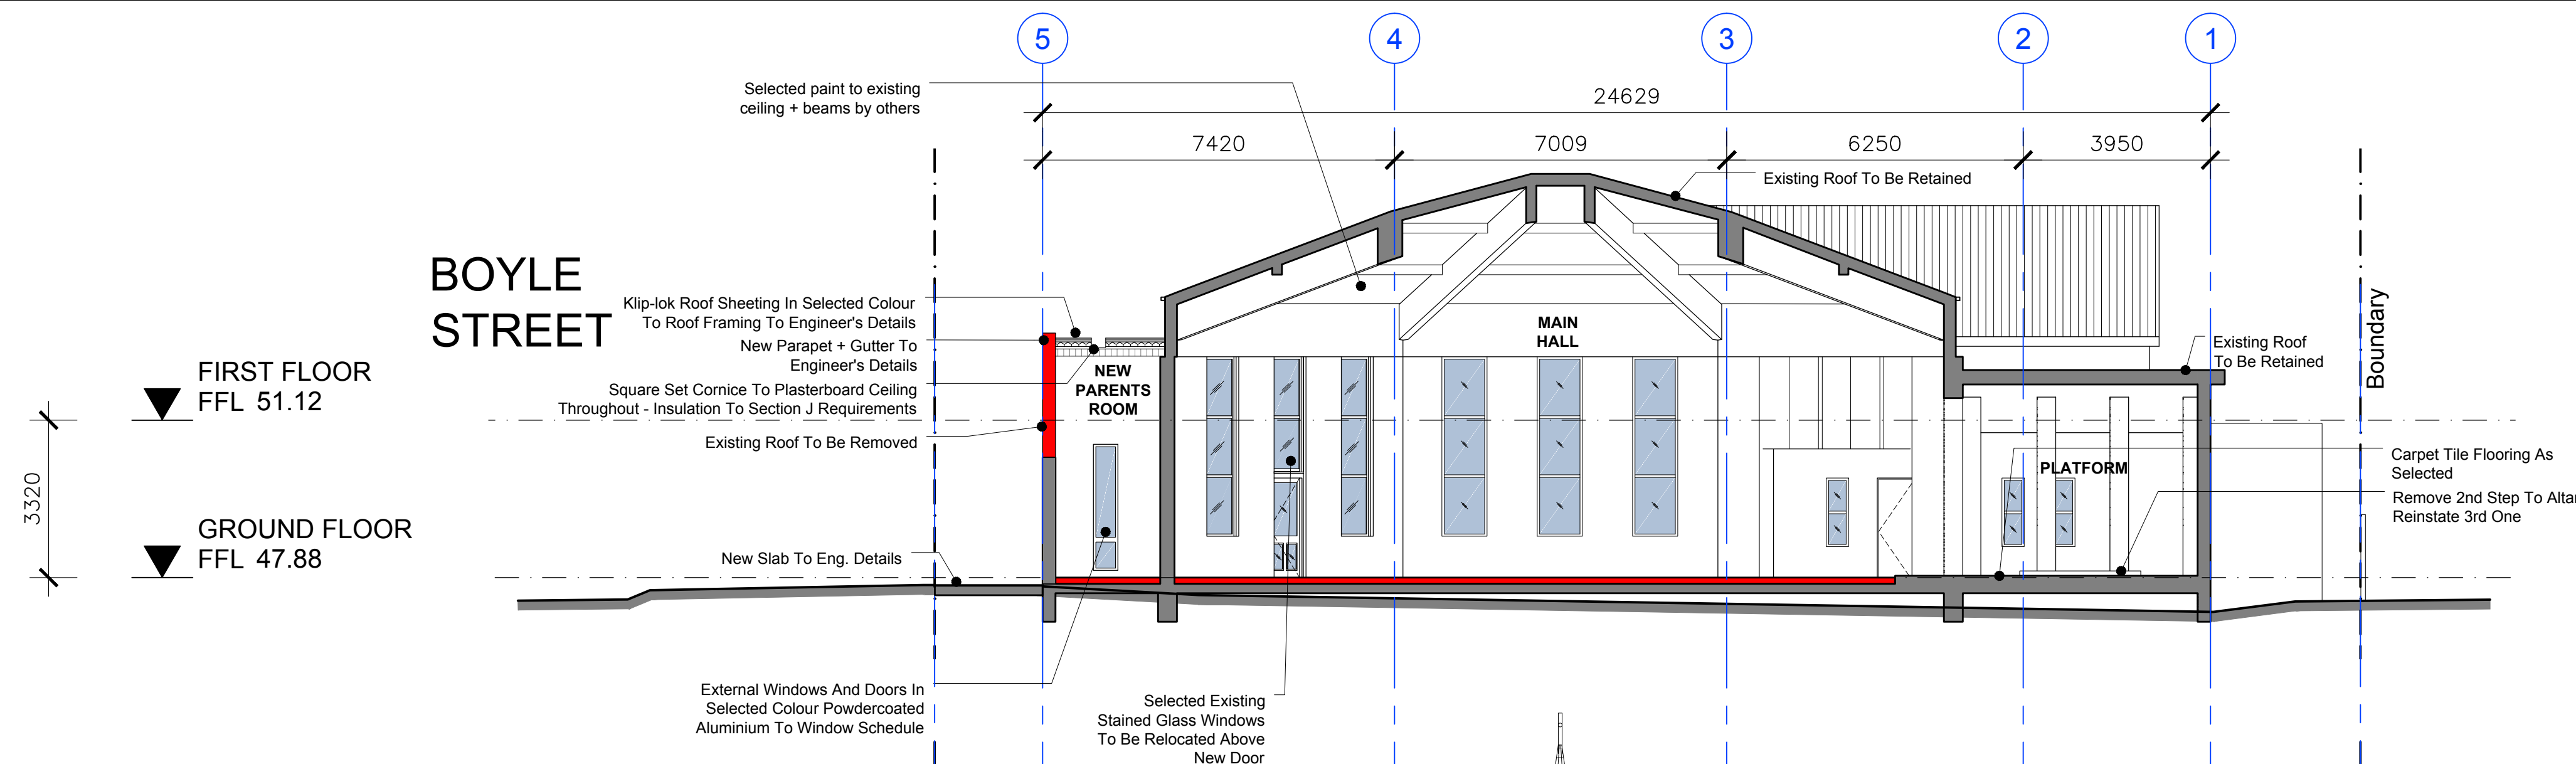 5
4
3
2
1
24629
7420
7009
6250
3950
Selected paint to existing
ceiling + beams by others
Existing Roof To Be Retained
BOYLE
STREET
Klip-lok Roof Sheeting In Selected Colour
To Roof Framing To Engineer's Details
New Parapet + Gutter To
Engineer's Details
Square Set Cornice To Plasterboard Ceiling
Throughout - Insulation To Section J Requirements
Existing Roof To Be Removed
NEW
PARENTS
ROOM
MAIN
HALL
Existing Roof
To Be Retained
Boundary
FIRST FLOOR
FFL 51.12
3320
GROUND FLOOR
FFL 47.88
PLATFORM
Carpet Tile Flooring As
Selected
Remove 2nd Step To Altar
Reinstate 3rd One
New Slab To Eng. Details
External Windows And Doors In
Selected Colour Powdercoated
Aluminium To Window Schedule
Selected Existing
Stained Glass Windows
To Be Relocated Above
New Door